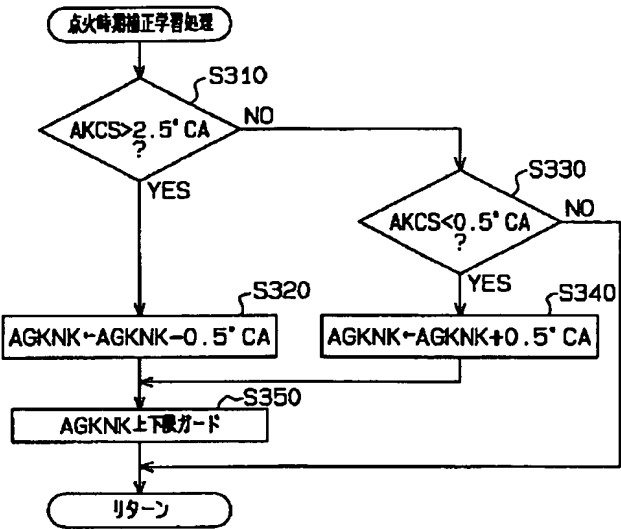 点火時期補正学習処理
S310
AKCS>2.5°CA
?
NO
YES
S330
AKCS<0.5°CA
?
NO
YES
S320
AGKNK←AGKNK-0.5°CA
S340
AGKNK←AGKNK+0.5°CA
S350
AGKNK上下限ガード
リターン